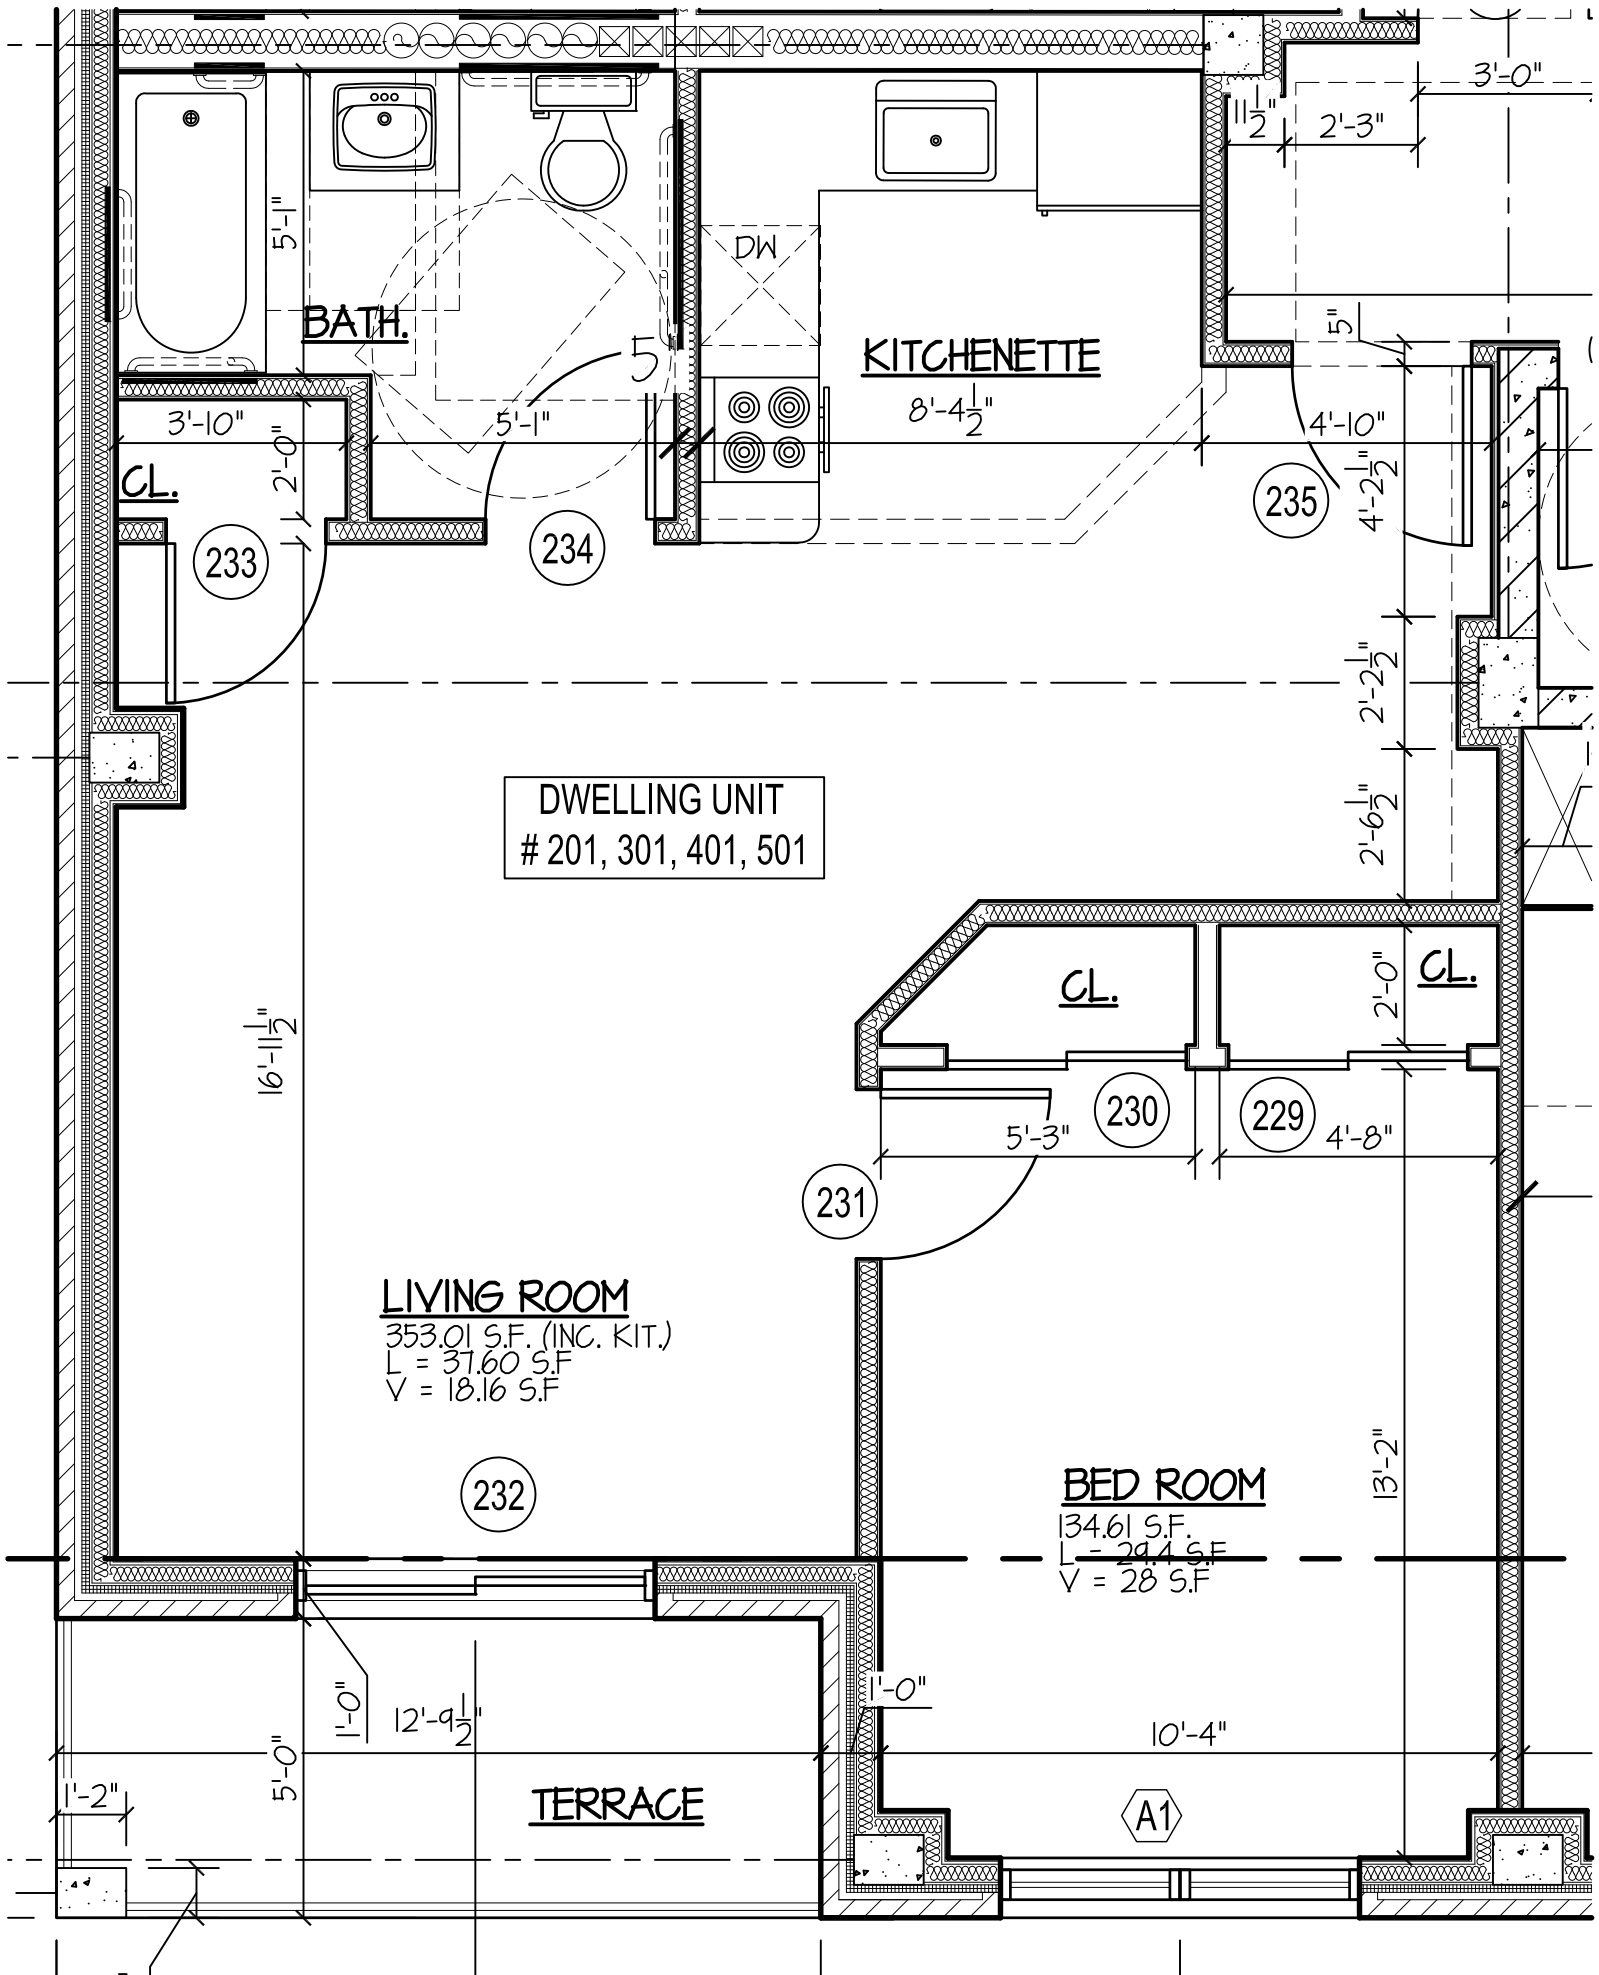 3'-0"
11 1/2"
2'-3"
5'-1"
DW
BATH.
5
KITCHENETTE
5"
3'-10"
5'-1"
8'-4 1/2"
4'-10"
2'-0"
CL.
235
4'-2 1/2"
233
234
2'-2 1/2"
DWELLING UNIT
# 201, 301, 401, 501
2'-6 1/2"
CL.
CL.
2'-0"
16'-11 1/2"
230
229
5'-3"
4'-8"
231
LIVING ROOM
353.01 S.F. (INC. KIT.)
L = 37.60 S.F
V = 18.16 S.F
232
13'-2"
BED ROOM
134.61 S.F.
L = 29.4 S.F
V = 28 S.F
1'-0"
12'-9 1/2"
1'-0"
10'-4"
5'-0"
1'-2"
TERRACE
A1